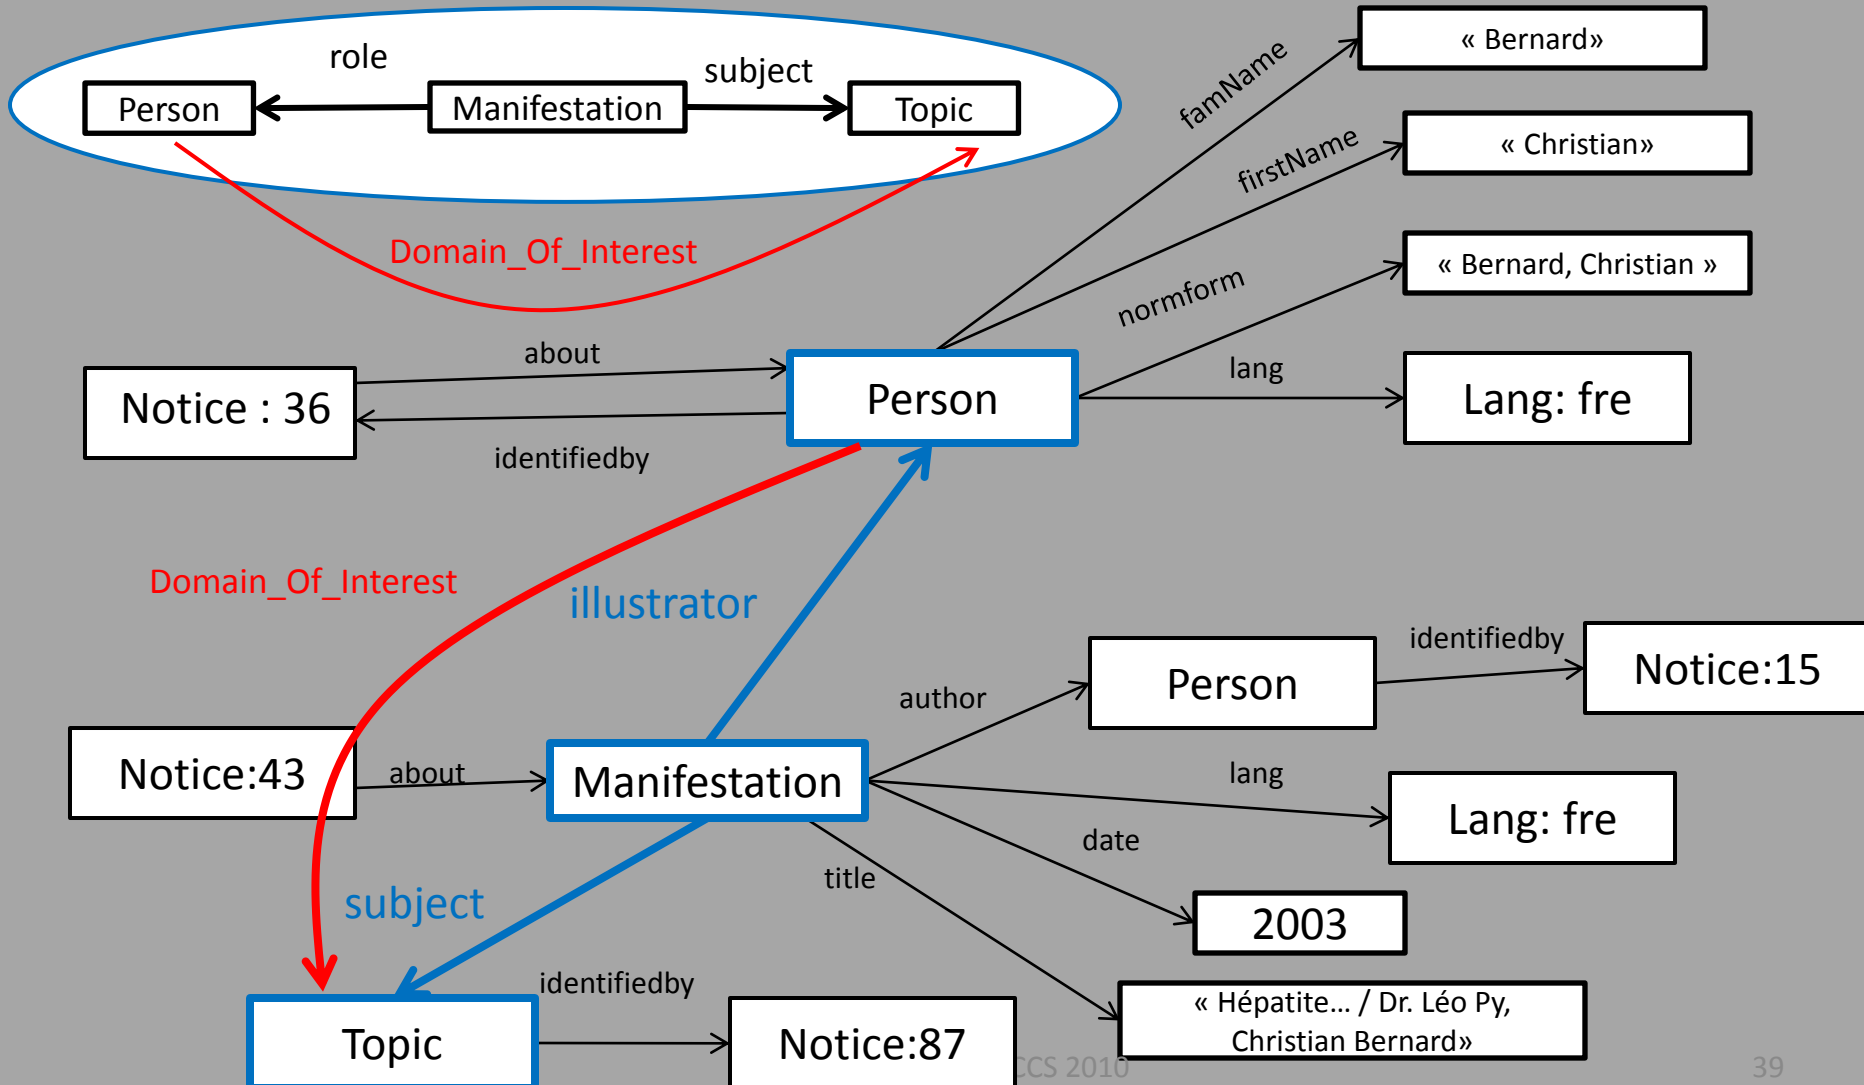 role
subject
Person
Manifestation
Topic
Domain_Of_Interest
« Bernard»
famName
« Christian»
firstName
« Bernard, Christian »
normform
about
Notice : 36
Person
lang
Lang: fre
identifiedby
Domain_Of_Interest
illustrator
identifiedby
Person
Notice:15
author
Notice:43
about
Manifestation
lang
Lang: fre
date
title
subject
2003
identifiedby
« Hépatite... / Dr. Léo Py,
Christian Bernard»
Topic
Notice:87
CCS 2010
39